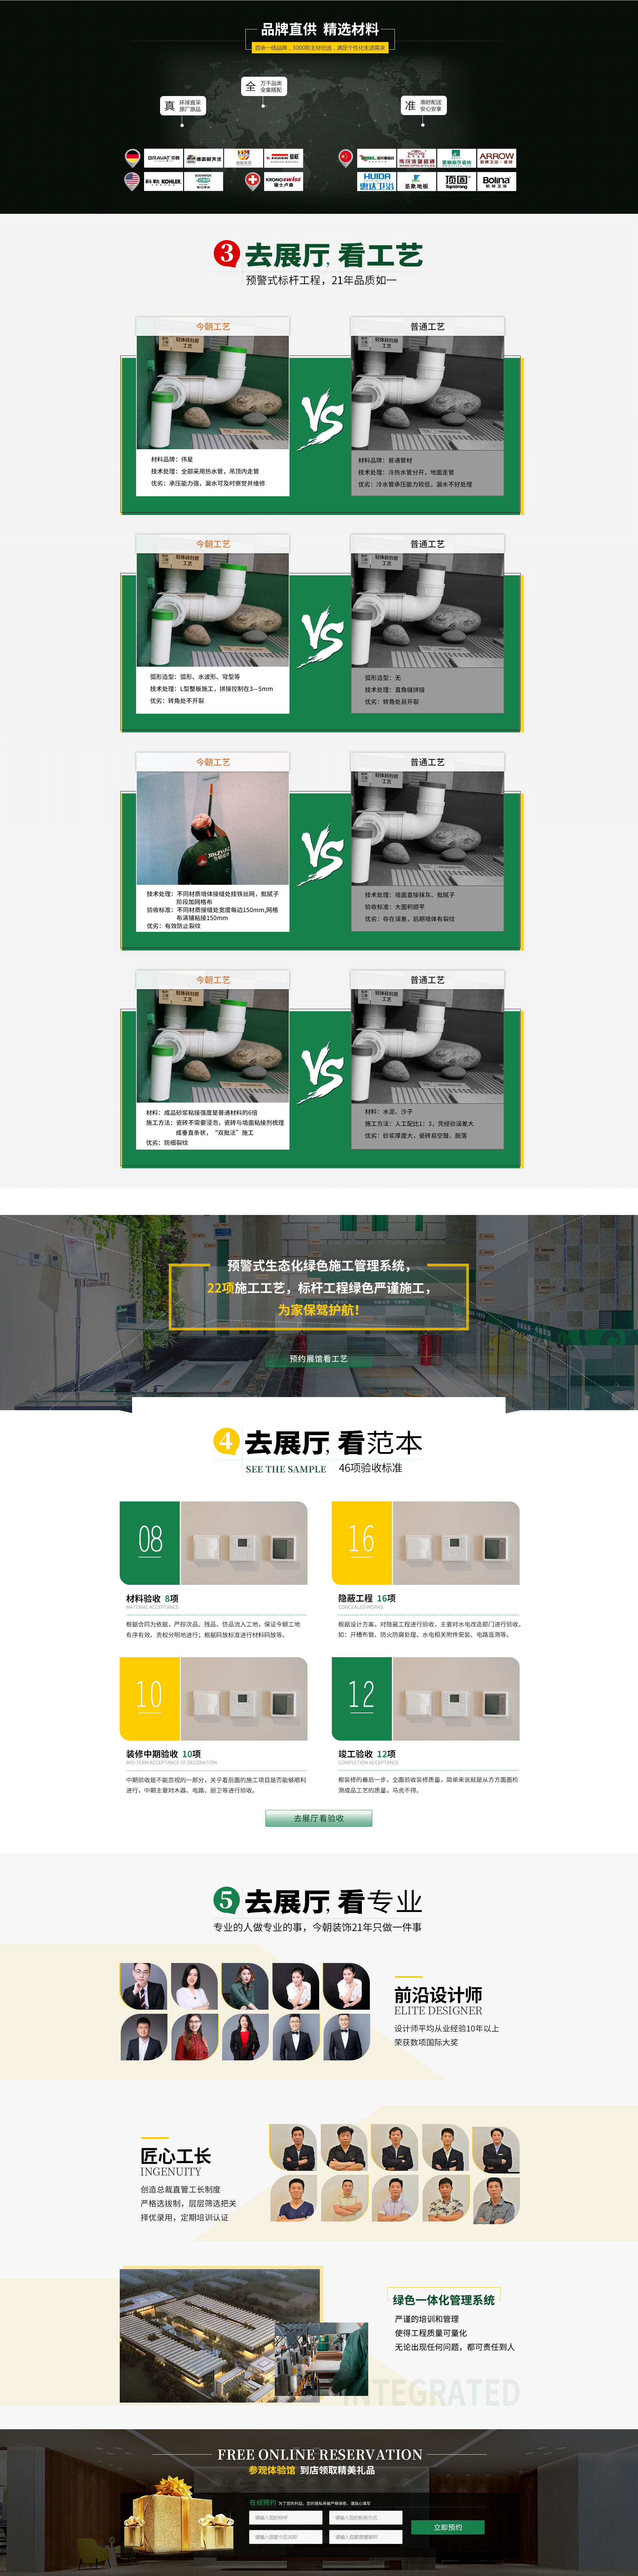 品牌直供 精选材料
百余一线品牌,3000款主材任选,满足个性化生活需求
全 万千品类
全案搭配
真 环球直采
原厂原品
准 准时配送
安心安享
BRAVAT
ARROW
KOHLER
KRONOSWISS
瑞士卢森
HUIDA
惠达卫浴
圣象地板
顶固
Topstrong
Bolina
3 去展厅,看工艺
预警式标杆工程,21年品质如一
今朝工艺
材料品牌:伟星
技术处理:全部采用热水管,吊顶内走管
优劣:承压能力强,漏水可及时察觉并维修
VS
普通工艺
材料品牌:普通管材
技术处理:冷热水管分开,地面走管
优劣:冷水管承压能力较低,漏水不好处理
今朝工艺
弧形造型:弧形、水波形、穹型等
技术处理:L型整板施工,拼接控制在3—5mm
优劣:转角处不开裂
VS
普通工艺
弧形造型:无
技术处理:直角缝拼接
优劣:转角处易开裂
今朝工艺
技术处理:不同材质墙体接缝处挂铁丝网,批腻子
阶段加网格布
验收标准:不同材质接缝处宽度每边150mm,网格
布满铺粘接150mm
优劣:有效防止裂纹
VS
普通工艺
技术处理:墙面直接抹灰、批腻子
验收标准:大面积顺平
优劣:存在误差,后期墙体有裂纹
今朝工艺
材料:成品砂浆粘接强度是普通材料的6倍
施工方法:瓷砖不需要浸泡,瓷砖与墙面粘接剂梳理
成垂直条状,“双批法”施工
优劣:防细裂纹
VS
普通工艺
材料:水泥、沙子
施工方法:人工配比1:3,凭经验误差大
优劣:砂浆厚度大,瓷砖易空鼓、脱落
预警式生态化绿色施工管理系统,
22项施工工艺,标杆工程绿色严谨施工,
为家保驾护航!
预约展馆看工艺
4 去展厅,看范本
SEE THE SAMPLE 46项验收标准
08
材料验收 8项
MATERIAL ACCEPTANCE
根据合同为依据,严控次品、残品、仿品流入工地,保证今朝工地
有序有效、责权分明地进行;根据码放标准进行材料码放等。
16
隐蔽工程 16项
CONCEALED WORKS
根据设计方案,对隐蔽工程进行验收,主要对水电改造部门进行验收,
如:开槽布管、防火防腐处理、水电相关附件安装、电路遥测等。
10
装修中期验收 10项
MID-TERM ACCEPTANCE OF DECORATION
中期验收是不能忽视的一部分,关乎着后面的施工项目是否能够顺利
进行,中期主要对木器、电路、厨卫等进行验收。
12
竣工验收 12项
COMPLETION ACCEPTANCE
根装修的最后一步,全面验收装修质量,简单来说就是从方方面面检
测成品工艺的质量,马虎不得。
去展厅看验收
5 去展厅,看专业
专业的人做专业的事,今朝装饰21年只做一件事
前沿设计师
ELITE DESIGNER
设计师平均从业经验10年以上
荣获数项国际大奖
匠心工长
INGENUITY
创造总裁直管工长制度
严格选拔制,层层筛选把关
择优录用,定期培训认证
绿色一体化管理系统
严谨的培训和管理
使得工程质量可量化
无论出现任何问题,都可责任到人
INTEGRATED
FREE ONLINE RESERVATION
参观体验馆 到店领取精美礼品
在线预约 为了您的利益,您的隐私将被严格保密,请放心填写
请输入您的称呼
请输入您的联系方式
请输入您家小区名称
请输入您家房屋面积
立即预约